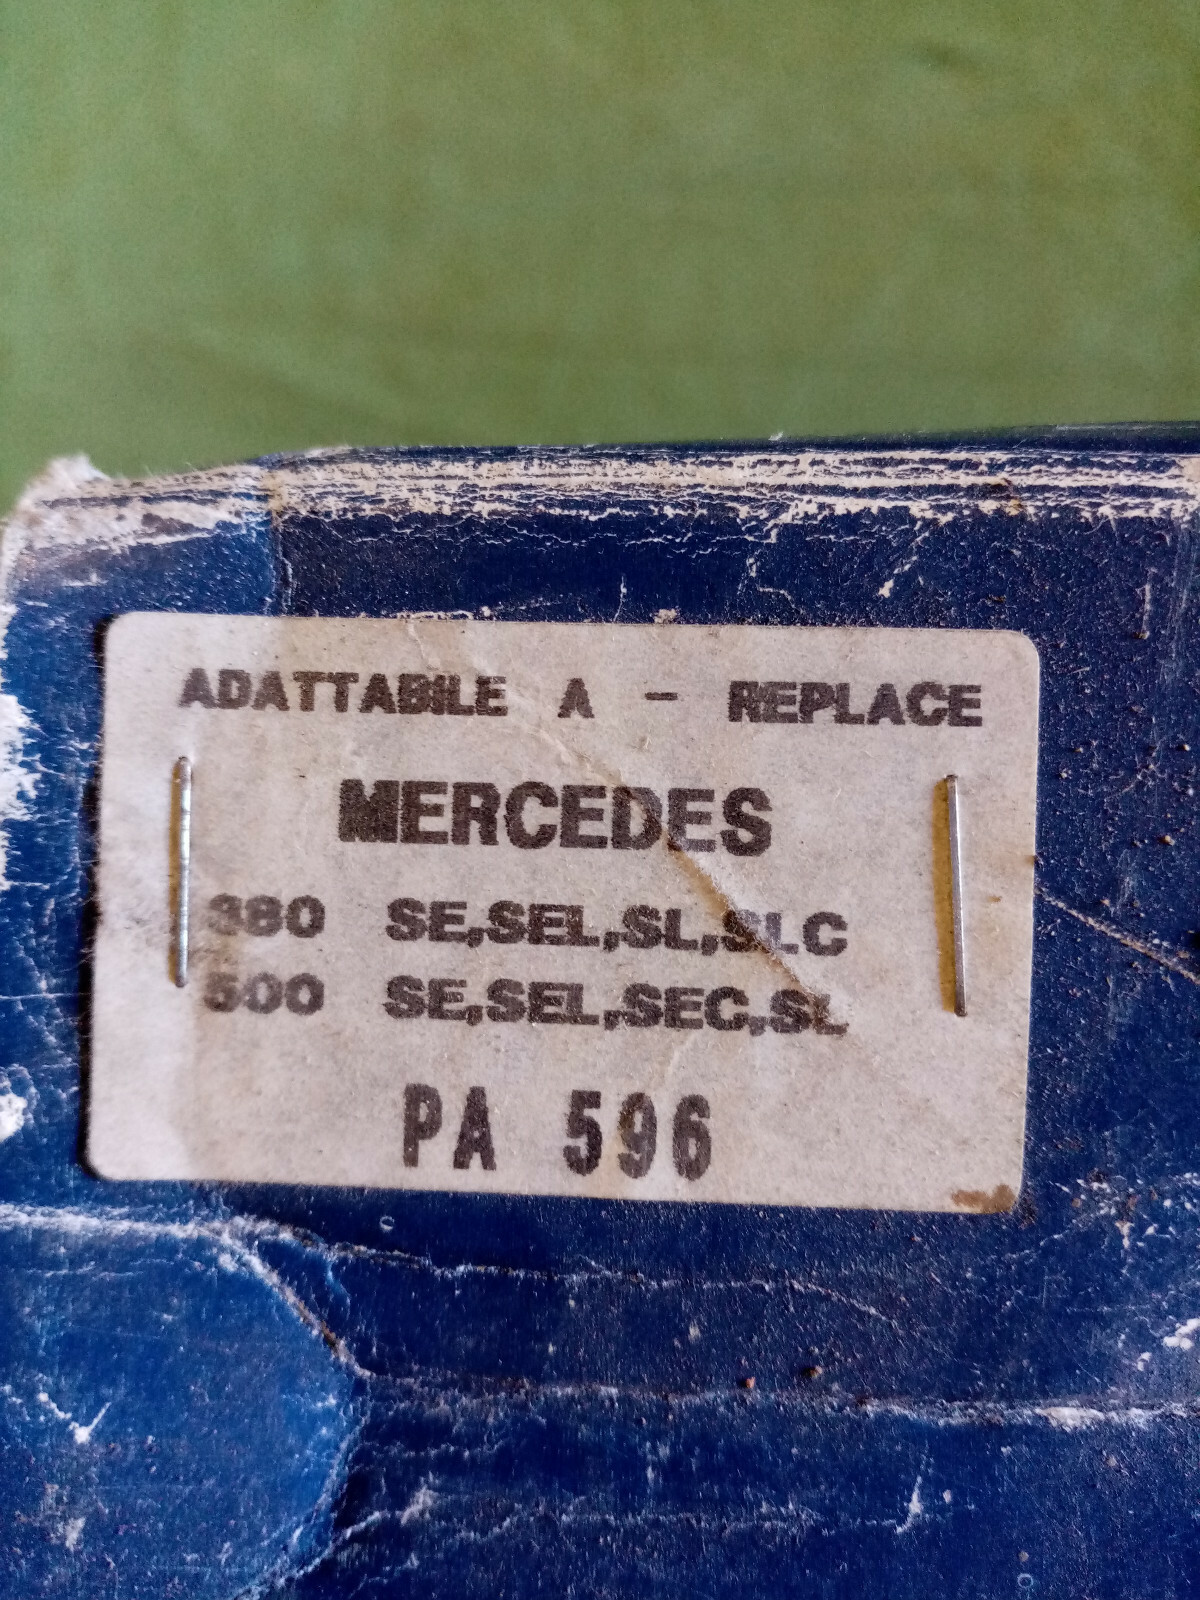 ADATTABILE A - REPLACE
MERCEDES
380 SE,SEL,SL,SLC
500 SE,SEL,SEC,SL
PA 596